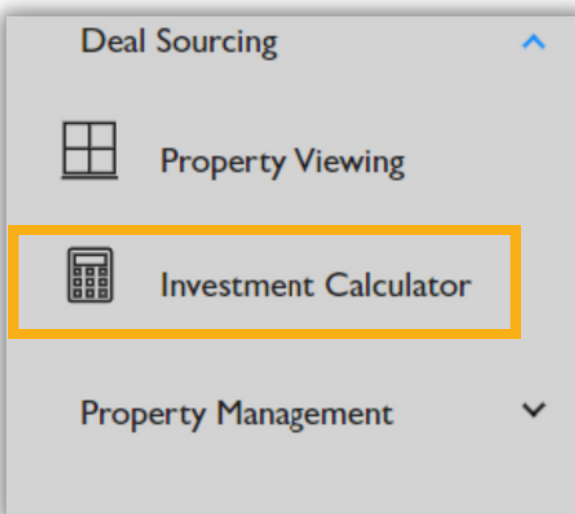 Deal Sourcing
Property Viewing
Investment Calculator
Property Management